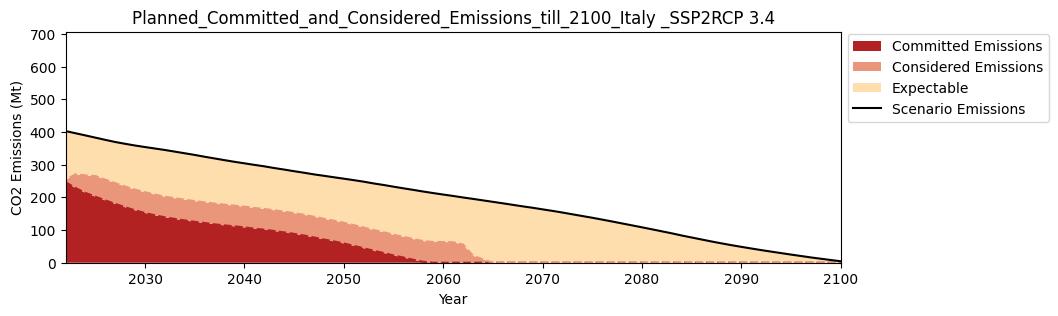 Planned_Committed_and_Considered_Emissions_till_2100_Italy _SSP2RCP 3.4
700
600
500
400
300
200
100
0
CO2 Emissions (Mt)
2030 2040 2050 2060 2070 2080 2090 2100
Year
Committed Emissions
Considered Emissions
Expectable
Scenario Emissions